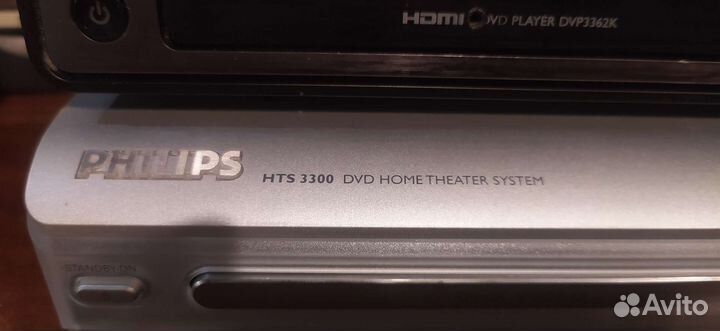 HDMI DVD PLAYER DVP3362K
PHILIPS
HTS 3300 DVD HOME THEATER SYSTEM
STANDBY-ON
Avito